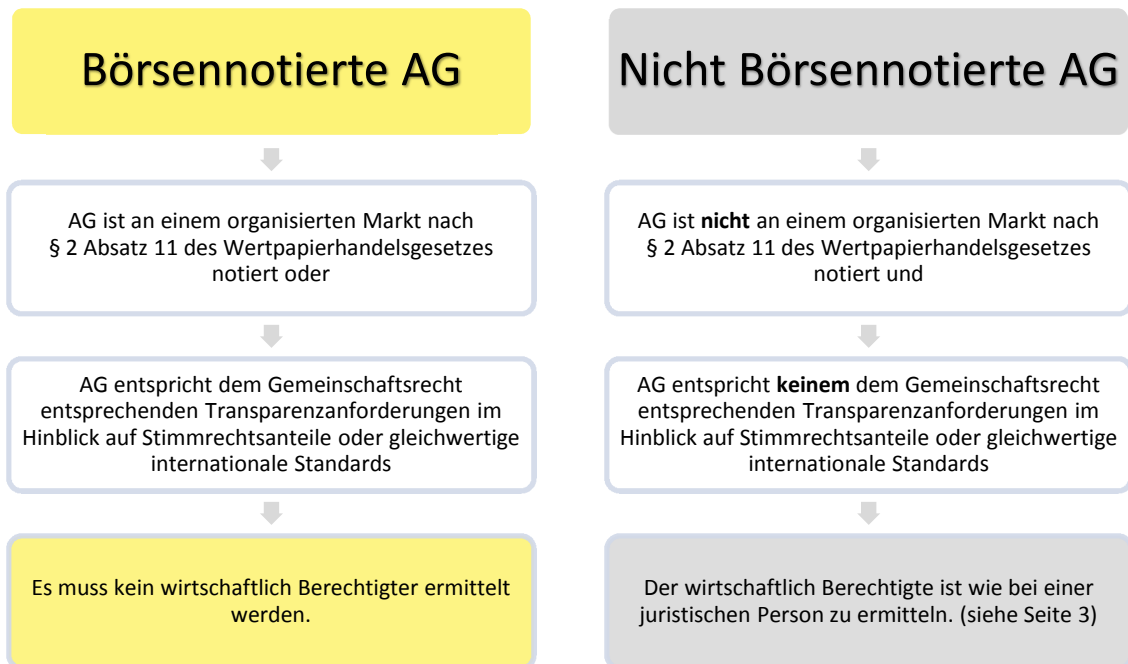 Börsennotierte AG
AG ist an einem organisierten Markt nach
§ 2 Absatz 11 des Wertpapierhandelsgesetzes
notiert oder
AG entspricht dem Gemeinschaftsrecht
entsprechenden Transparenzanforderungen im
Hinblick auf Stimmrechtsanteile oder gleichwertige
internationale Standards
Es muss kein wirtschaftlich Berechtigter ermittelt
werden.
Nicht Börsennotierte AG
AG ist nicht an einem organisierten Markt nach
§ 2 Absatz 11 des Wertpapierhandelsgesetzes
notiert und
AG entspricht keinem dem Gemeinschaftsrecht
entsprechenden Transparenzanforderungen im
Hinblick auf Stimmrechtsanteile oder gleichwertige
internationale Standards
Der wirtschaftlich Berechtigte ist wie bei einer
juristischen Person zu ermitteln. (siehe Seite 3)